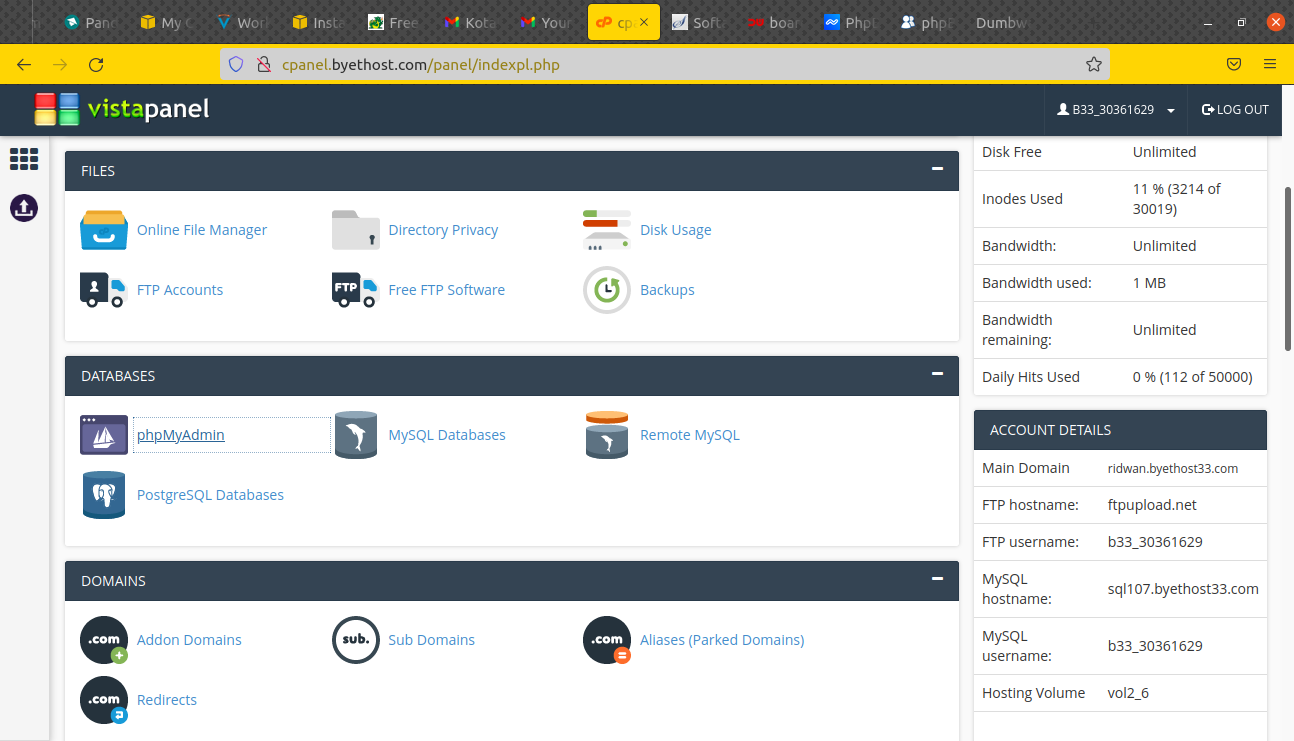 Pand
My C
Work
Insta
Free
Kota
Your
cp
Soft
boar
Phpb
phpB
Dumbw
cpanel.byethost.com/panel/indexpl.php
vistapanel
B33_30361629
LOG OUT
FILES
Online File Manager
Directory Privacy
Disk Usage
FTP Accounts
FTP
Free FTP Software
Backups
DATABASES
phpMyAdmin
MySQL Databases
Remote MySQL
PostgreSQL Databases
DOMAINS
.com
Addon Domains
sub.
Sub Domains
.com
Aliases (Parked Domains)
.com
Redirects
Disk Free Unlimited
Inodes Used 11 % (3214 of
30019)
Bandwidth: Unlimited
Bandwidth used: 1 MB
Bandwidth
remaining: Unlimited
Daily Hits Used 0 % (112 of 50000)
ACCOUNT DETAILS
Main Domain ridwan.byethost33.com
FTP hostname: ftpupload.net
FTP username: b33_30361629
MySQL
hostname: sql107.byethost33.com
MySQL
username: b33_30361629
Hosting Volume vol2_6